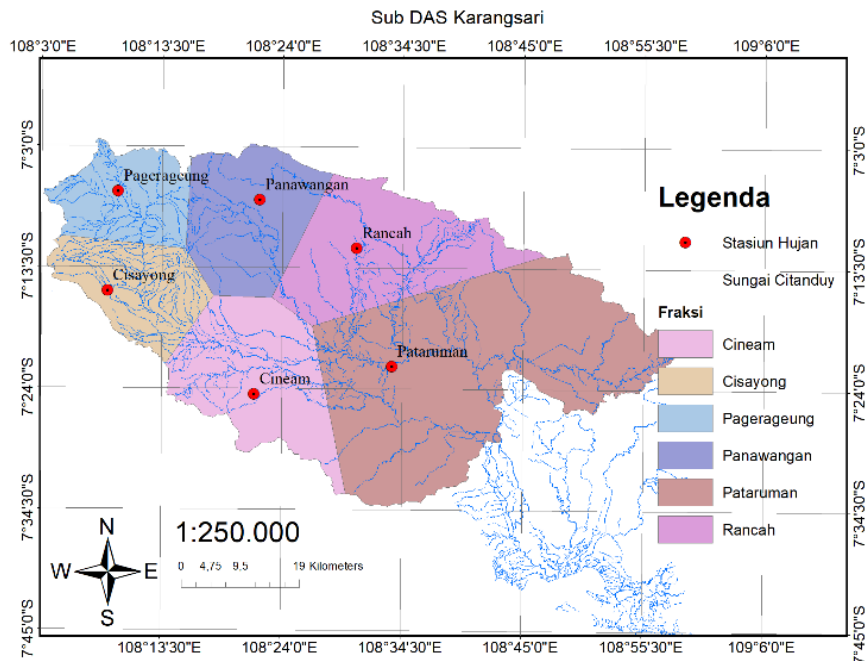 Sub DAS Karangsari
108°3'0"E 108°13'30"E 108°24'0"E 108°34'30"E 108°45'0"E 108°55'30"E 109°6'0"E
7°3'0"S
7°3'0"S
Pagerageung
Panawangan
Legenda
Rancah
Stasiun Hujan
7°13'30"S
Cisayong
Sungai Citanduy
7°13'30"S
Fraksi
Cineam
Pataruman
Cineam
Cisayong
7°24'0"S
7°24'0"S
Pagerageung
Panawangan
Pataruman
Rancah
7°34'30"S
7°34'30"S
1:250.000
N
W E
S
0 4,75 9,5 19 Kilometers
7°45'0"S
7°45'0"S
108°13'30"E 108°24'0"E 108°34'30"E 108°45'0"E 108°55'30"E 109°6'0"E